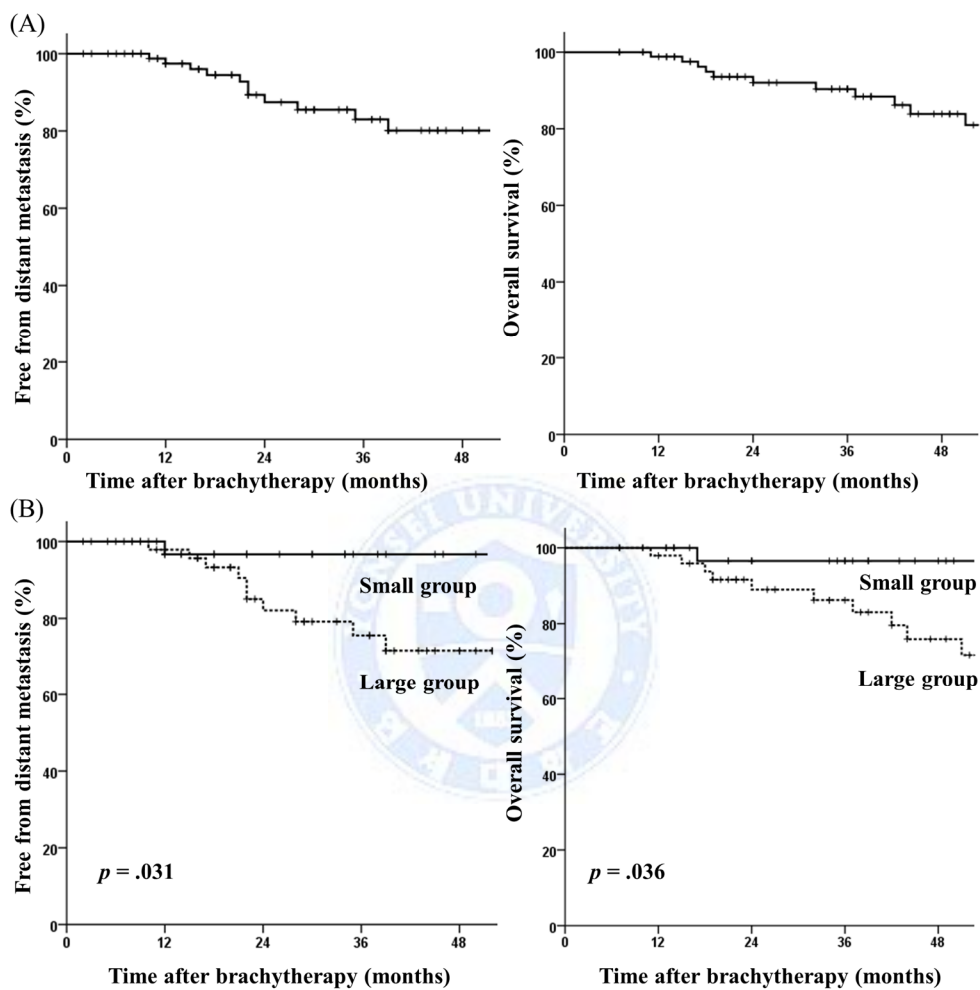 (A)
Free from distant metastasis (%)
100
80
60
40
20
0
0 12 24 36 48
Time after brachytherapy (months)
Overall survival (%)
100
80
60
40
20
0
0 12 24 36 48
Time after brachytherapy (months)
(B)
Free from distant metastasis (%)
100
80
60
40
20
0
Small group
Large group
p = .031
0 12 24 36 48
Time after brachytherapy (months)
Overall survival (%)
100
80
60
40
20
0
Small group
Large group
p = .036
0 12 24 36 48
Time after brachytherapy (months)
YONSEI UNIVERSITY